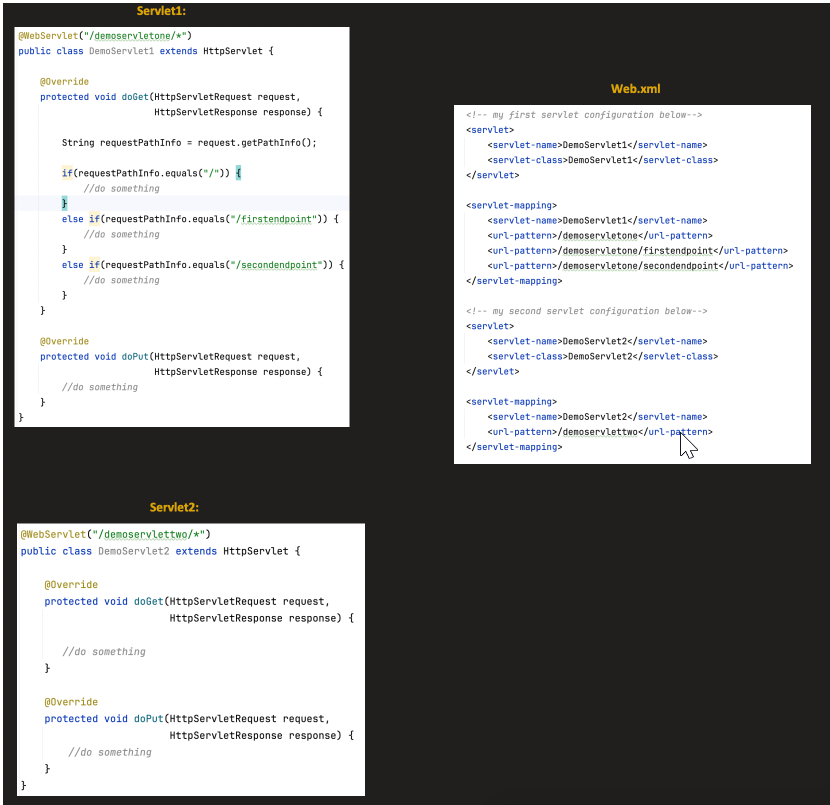 Servlet1:
@WebServlet("/demoservletone/*")
public class DemoServlet1 extends HttpServlet {
@Override
protected void doGet(HttpServletRequest request,
HttpServletResponse response) {
String requestPathInfo = request.getPathInfo();
if(requestPathInfo.equals("/")) {
//do something
}
else if(requestPathInfo.equals("/firstendpoint")) {
//do something
}
else if(requestPathInfo.equals("/secondendpoint")) {
//do something
}
}
@Override
protected void doPut(HttpServletRequest request,
HttpServletResponse response) {
//do something
}
}
Web.xml
<!-- my first servlet configuration below-->
<servlet>
<servlet-name>DemoServlet1</servlet-name>
<servlet-class>DemoServlet1</servlet-class>
</servlet>
<servlet-mapping>
<servlet-name>DemoServlet1</servlet-name>
<url-pattern>/demoservletone</url-pattern>
<url-pattern>/demoservletone/firstendpoint</url-pattern>
<url-pattern>/demoservletone/secondendpoint</url-pattern>
</servlet-mapping>
<!-- my second servlet configuration below-->
<servlet>
<servlet-name>DemoServlet2</servlet-name>
<servlet-class>DemoServlet2</servlet-class>
</servlet>
<servlet-mapping>
<servlet-name>DemoServlet2</servlet-name>
<url-pattern>/demoservlettwo</url-pattern>
</servlet-mapping>
Servlet2:
@WebServlet("/demoservlettwo/*")
public class DemoServlet2 extends HttpServlet {
@Override
protected void doGet(HttpServletRequest request,
HttpServletResponse response) {
//do something
}
@Override
protected void doPut(HttpServletRequest request,
HttpServletResponse response) {
//do something
}
}